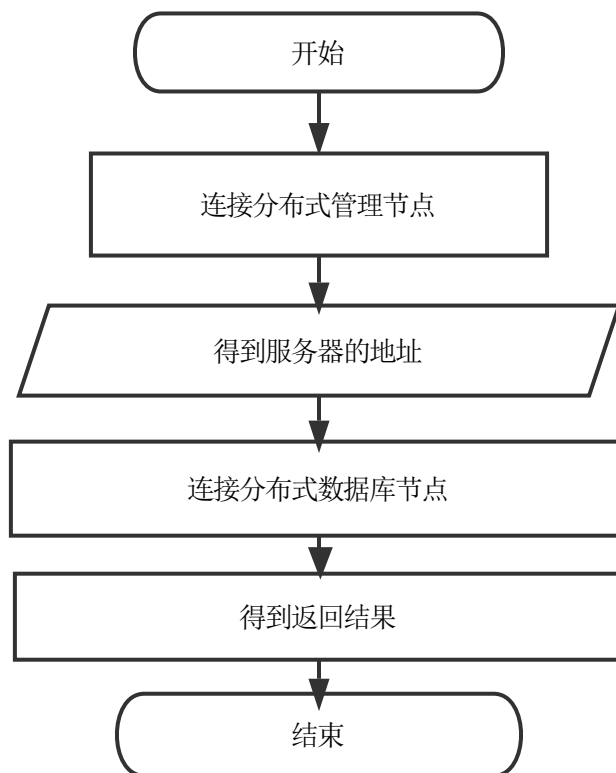 开始
连接分布式管理节点
得到服务器的地址
连接分布式数据库节点
得到返回结果
结束